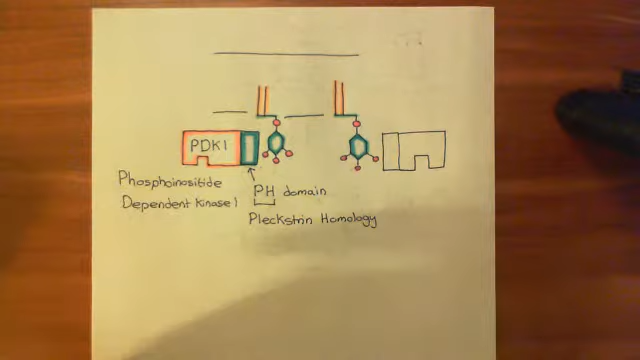 PDK1
Phosphoinositide
Dependent Kinase 1
PH domain
Pleckstrin Homology